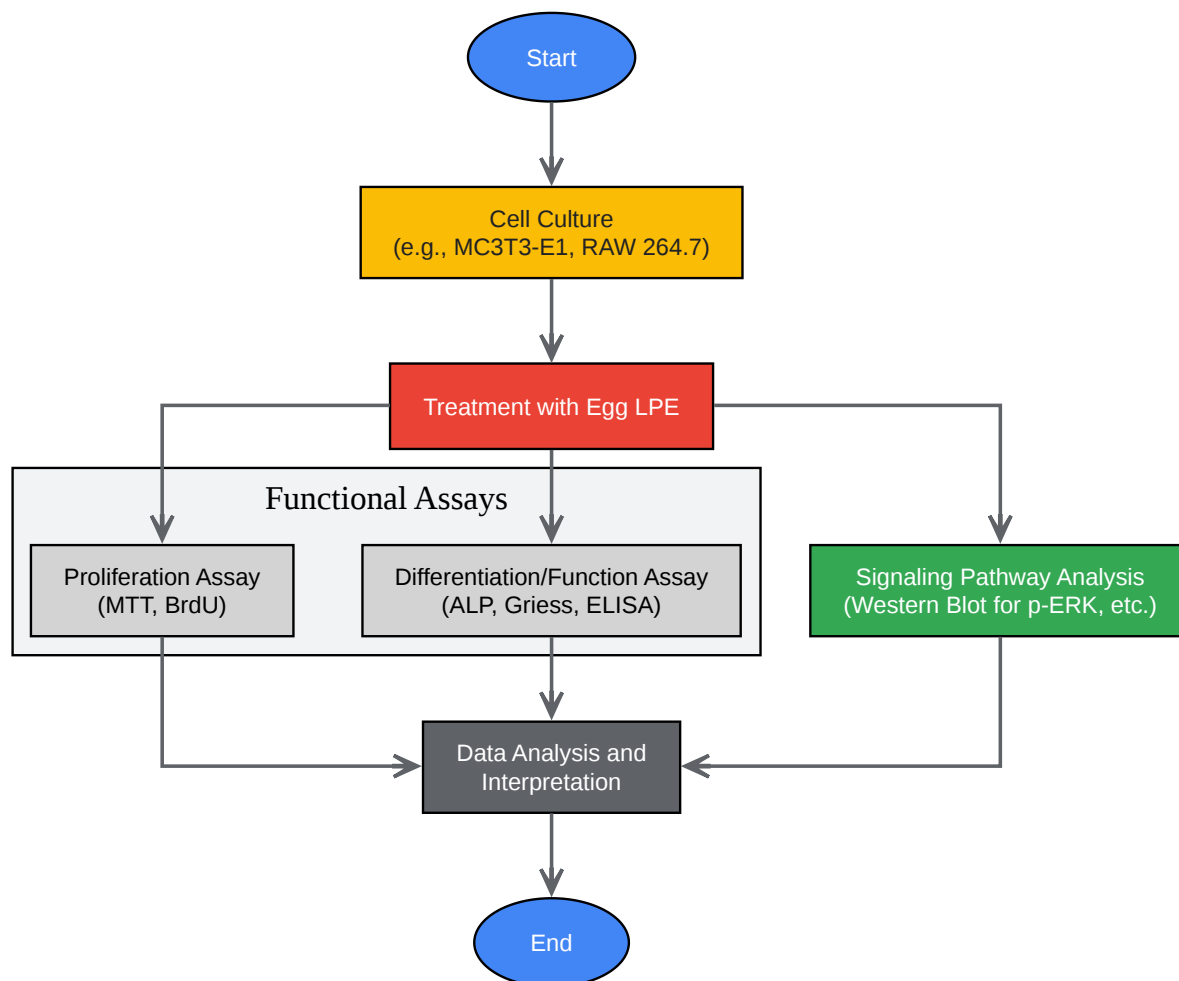 Start
Cell Culture
(e.g., MC3T3-E1, RAW 264.7)
Treatment with Egg LPE
Functional Assays
Proliferation Assay
(MTT, BrdU)
Differentiation/Function Assay
(ALP, Griess, ELISA)
Signaling Pathway Analysis
(Western Blot for p-ERK, etc.)
Data Analysis and
Interpretation
End